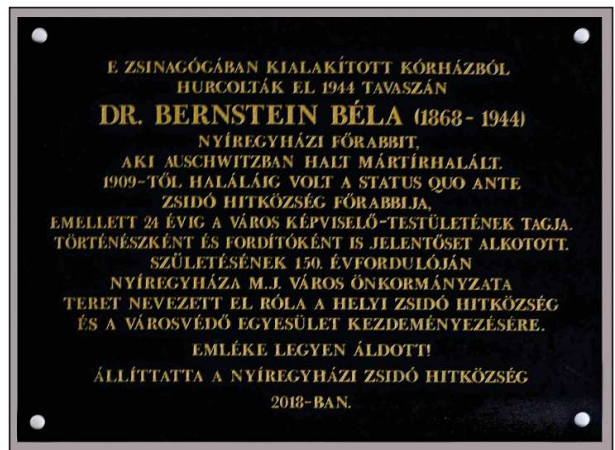 E ZSINAGÓGÁBAN KIALAKÍTOTT KÓRHÁZBÓL
HURCOLTÁK EL 1944 TAVASZÁN
DR. BERNSTEIN BÉLA (1868 - 1944)
NYÍREGYHÁZI FŐRABBIT,
AKI AUSCHWITZBAN HALT MÁRTÍRHALÁLT.
1909-TŐL HALÁLÁIG VOLT A STATUS QUO ANTE
ZSIDÓ HITKÖZSÉG FŐRABBIJA,
EMELLETT 24 ÉVIG A VÁROS KÉPVISELŐ-TESTÜLETÉNEK TAGJA.
TÖRTÉNÉSZKÉNT ÉS FORDÍTÓKÉNT IS JELENTŐSET ALKOTOTT.
SZÜLETÉSÉNEK 150. ÉVFORDULÓJÁN
NYÍREGYHÁZA M.J. VÁROS ÖNKORMÁNYZATA
TERET NEVEZETT EL RÓLA A HELYI ZSIDÓ HITKÖZSÉG
ÉS A VÁROSVÉDŐ EGYESÜLET KEZDEMÉNYEZÉSÉRE.
EMLÉKE LEGYEN ÁLDOTT!
ÁLLÍTTATTA A NYÍREGYHÁZI ZSIDÓ HITKÖZSÉG
2018-BAN.